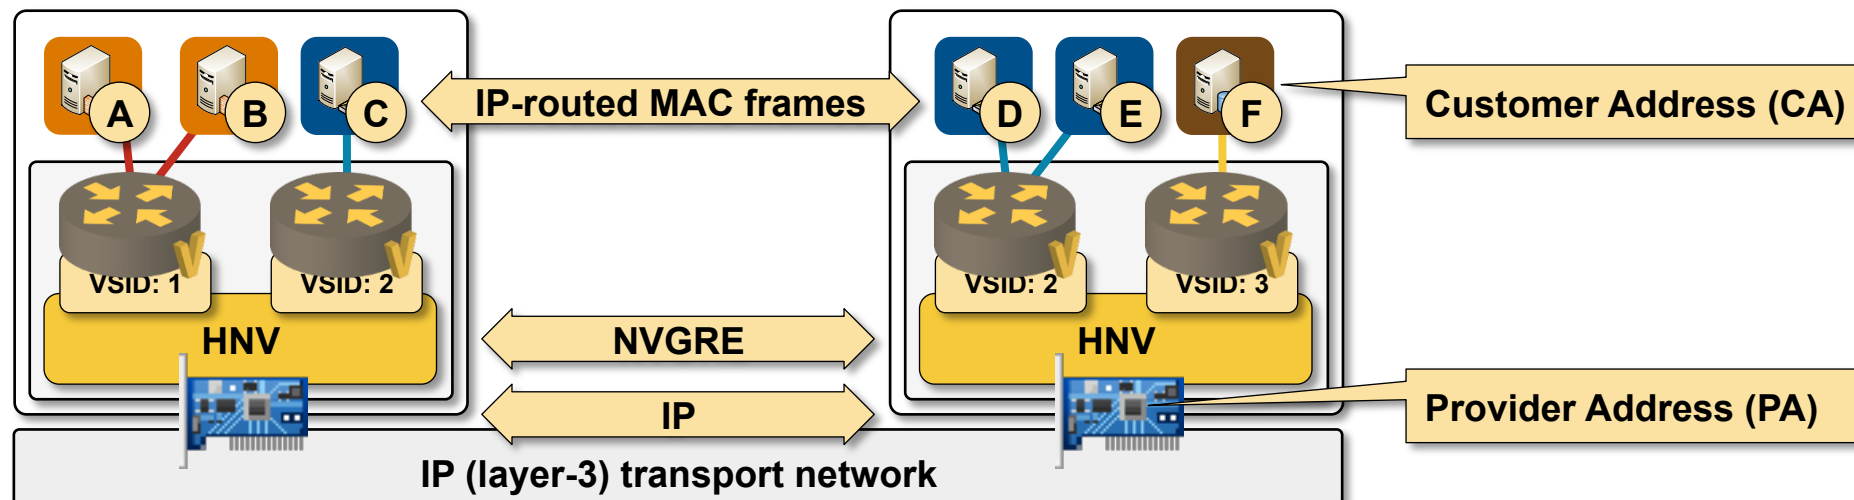 A
B
C
IP-routed MAC frames
D
E
F
Customer Address (CA)
VSID: 1
VSID: 2
VSID: 2
VSID: 3
HNV
NVGRE
HNV
IP
Provider Address (PA)
IP (layer-3) transport network